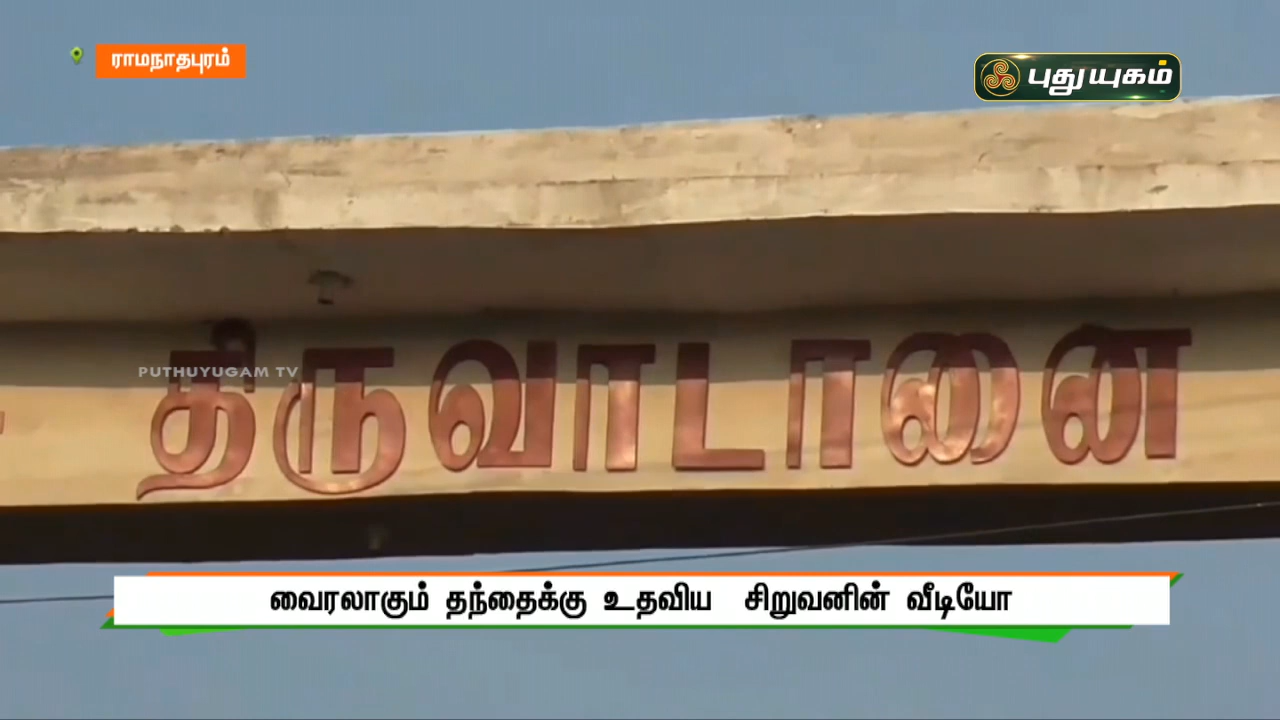 ராமநாதபுரம்
புதுயுகம்
திருவாடானை
PUTHUYUGAM TV
வைரலாகும் தந்தைக்கு உதவிய சிறுவனின் வீடியோ